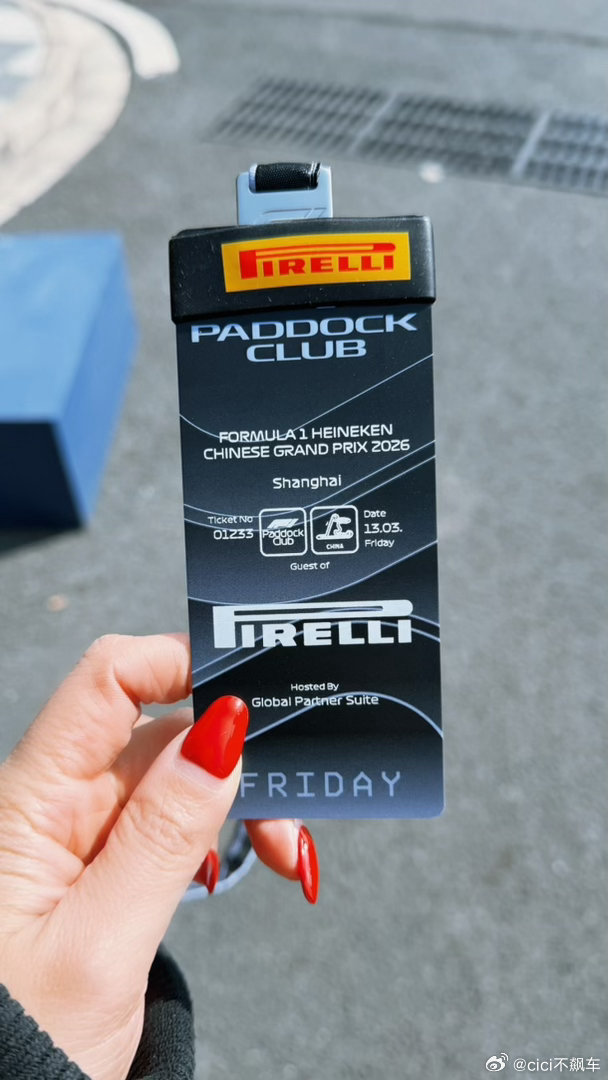 PIRELLI
PADDOCK
CLUB
FORMULA 1 HEINEKEN
CHINESE GRAND PRIX 2026
Shanghai
Ticket No
01233
Paddock
Club
CHINA
Date
13.03.
Friday
Guest of
PIRELLI
Hosted By
Global Partner Suite
FRIDAY
@cici不飙车